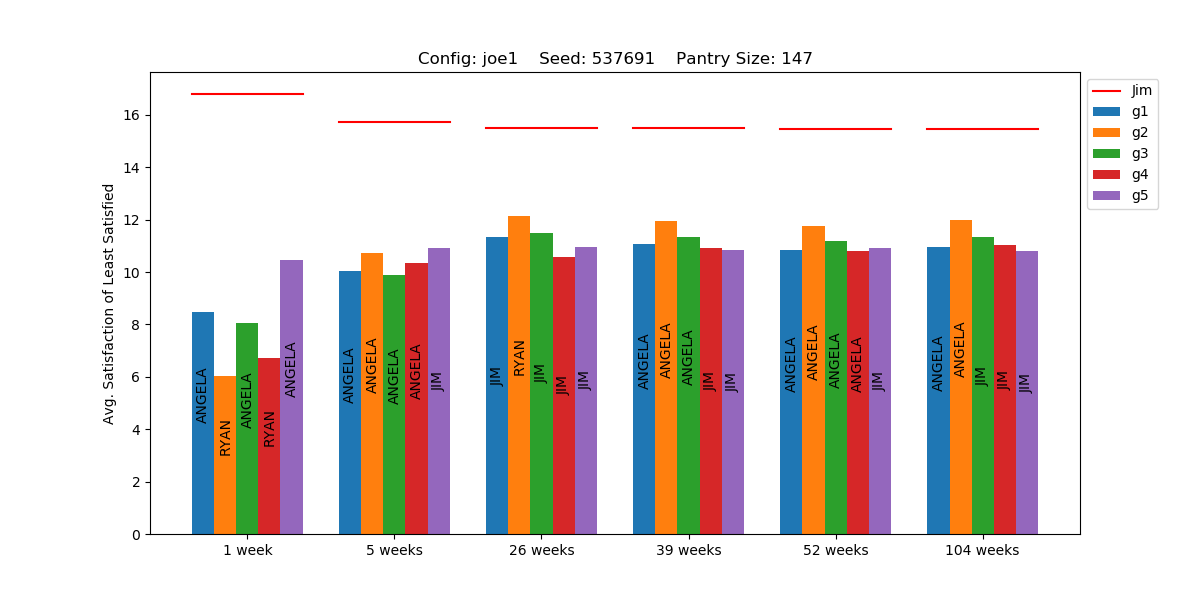 Config: joe1    Seed: 537691    Pantry Size: 147
Avg. Satisfaction of Least Satisfied
16
14
12
10
8
6
4
2
0
ANGELA
RYAN
ANGELA
RYAN
ANGELA
ANGELA
ANGELA
ANGELA
ANGELA
JIM
JIM
RYAN
JIM
JIM
JIM
ANGELA
ANGELA
ANGELA
JIM
JIM
ANGELA
ANGELA
ANGELA
ANGELA
JIM
ANGELA
ANGELA
JIM
JIM
JIM
1 week
5 weeks
26 weeks
39 weeks
52 weeks
104 weeks
Jim
g1
g2
g3
g4
g5